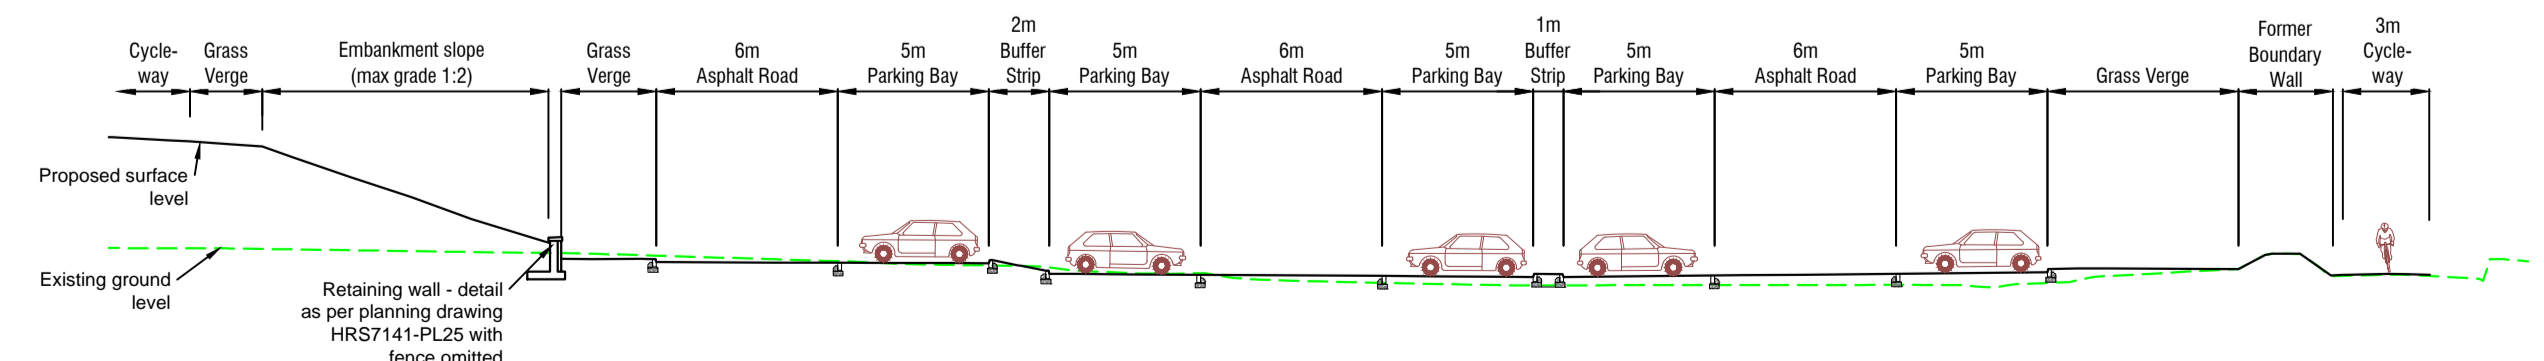 Cycle-
way
Grass
Verge
Embankment slope
(max grade 1:2)
Grass
Verge
6m
Asphalt Road
5m
Parking Bay
2m
Buffer
Strip
5m
Parking Bay
6m
Asphalt Road
5m
Parking Bay
1m
Buffer
Strip
5m
Parking Bay
6m
Asphalt Road
5m
Parking Bay
Grass Verge
Former
Boundary
Wall
3m
Cycle-
way
Proposed surface
level
Existing ground
level
Retaining wall - detail
as per planning drawing
HRS7141-PL25 with
fence omitted